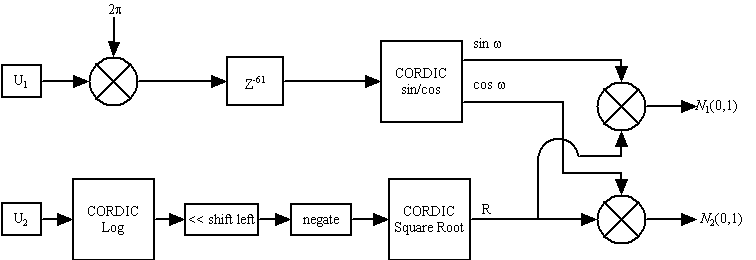 2π
U₁
Z⁻⁶¹
CORDIC
sin/cos
sin ω
cos ω
N₁(0,1)
U₂
CORDIC
Log
<< shift left
negate
CORDIC
Square Root
R
N₂(0,1)